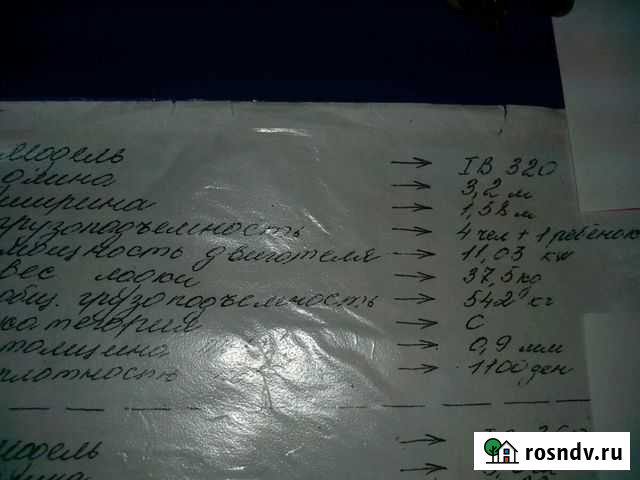 модель → IB 320
длина → 3,2 м
ширина → 1,58 м
грузоподъемность → 4 чел + 1 ребёнок
мощность двигателя → 11,03 кw
вес лодки → 37,5 кг
общ. грузоподъемность → 542 кг
категория → С
толщина → 0,9 мм
плотность → 1100 ден
модель →
rosndv.ru